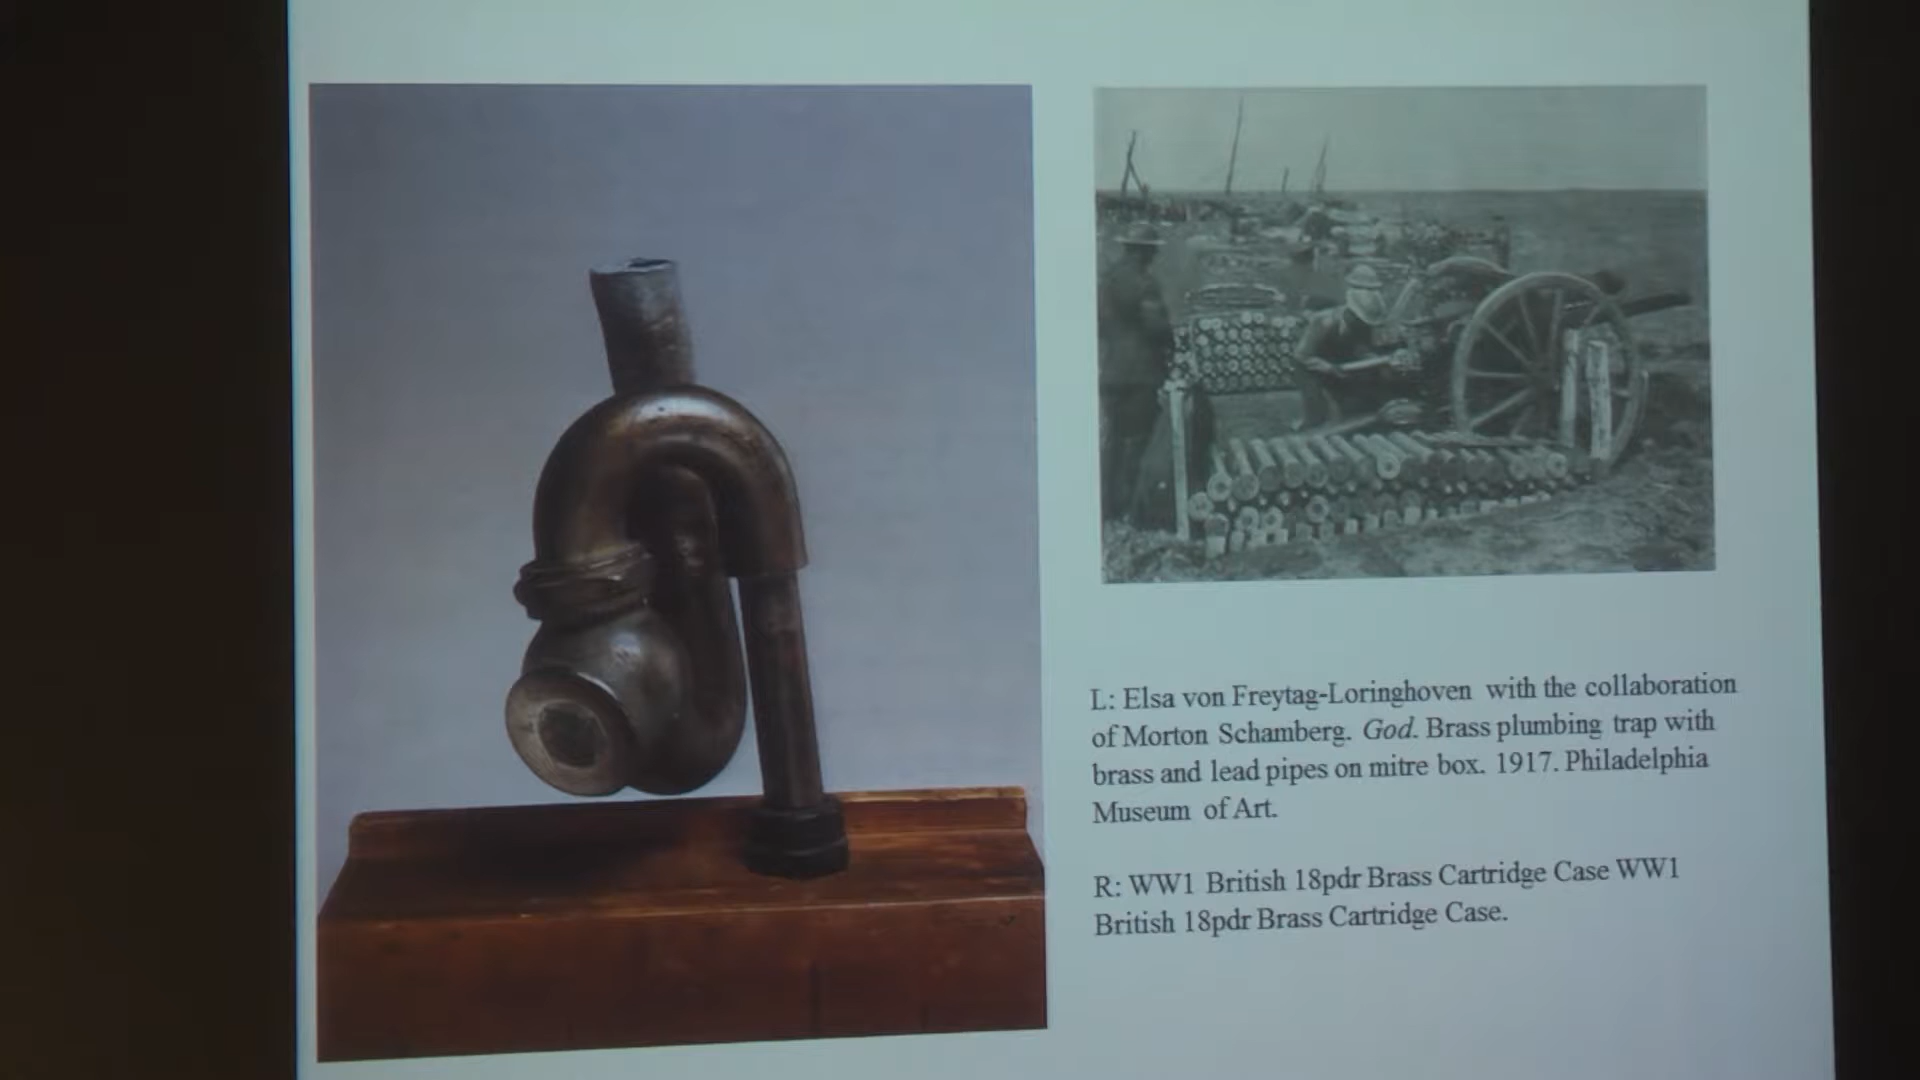 L: Elsa von Freytag-Loringhoven with the collaboration
of Morton Schamberg. God. Brass plumbing trap with
brass and lead pipes on mitre box. 1917. Philadelphia
Museum of Art.
R: WW1 British 18pdr Brass Cartridge Case WW1
British 18pdr Brass Cartridge Case.